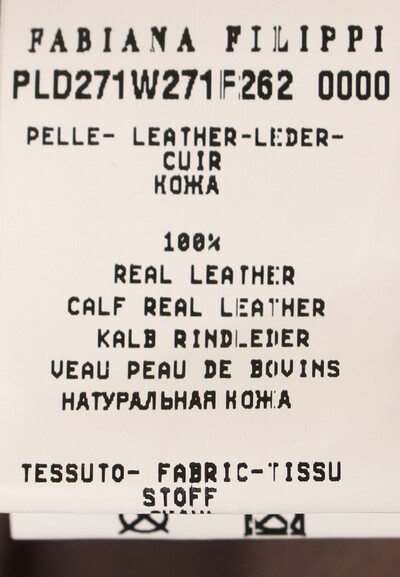 FABIANA FILIPPI
PLD271W271F262 0000
PELLE- LEATHER-LEDER-
CUIR
КОЖА
100%
REAL LEATHER
CALF REAL LEATHER
KALB RINDLEDER
VEAU PEAU DE BOVINS
НАТУРАЛЬНАЯ КОЖА
TESSUTO- FABRIC-TISSU
STOFF